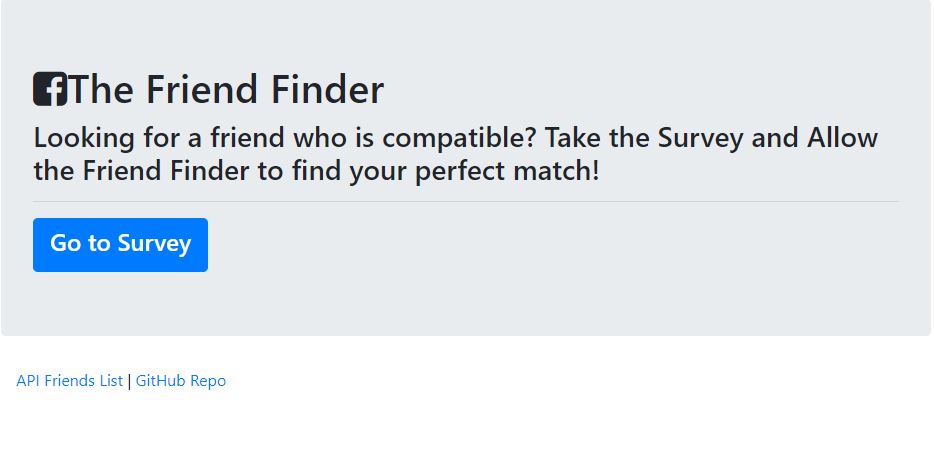 The Friend Finder
Looking for a friend who is compatible? Take the Survey and Allow
the Friend Finder to find your perfect match!
Go to Survey
API Friends List | GitHub Repo